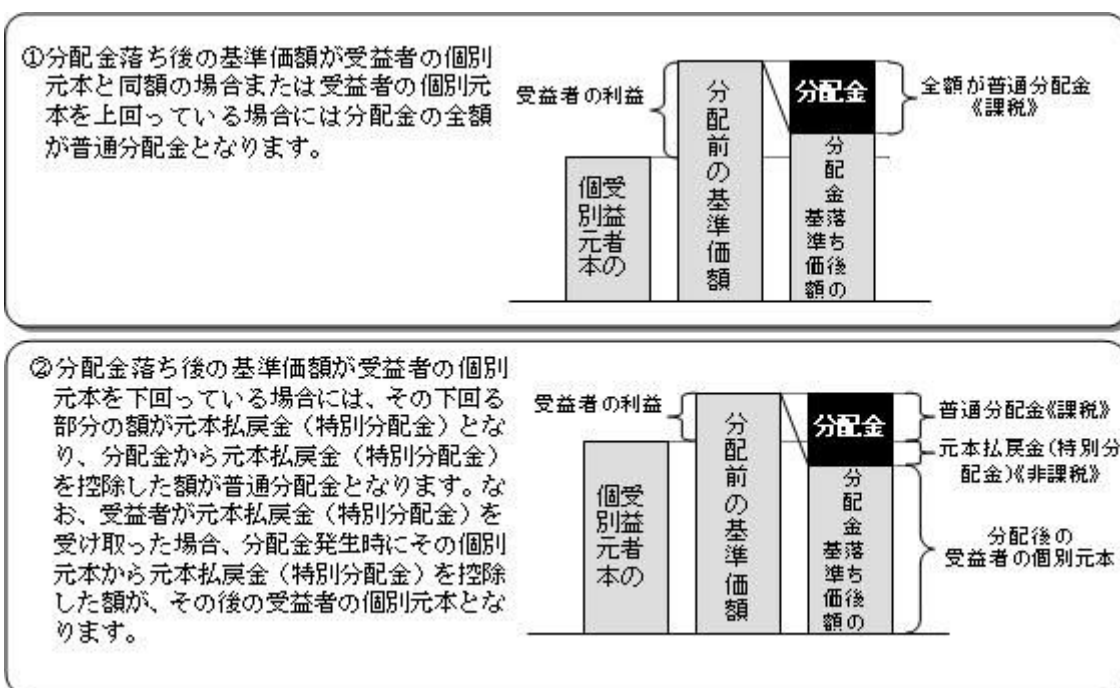 ①分配金落ち後の基準価額が受益者の個別
元本と同額の場合または受益者の個別元
本を上回っている場合には分配金の全額
が普通分配金となります。
受益者の利益
受益者の
個別元本
分配前の基準価額
分配金
分配金落ち後の
基準価額
全額が普通分配金
《課税》
②分配金落ち後の基準価額が受益者の個別
元本を下回っている場合には、その下回る
部分の額が元本払戻金（特別分配金）とな
り、分配金から元本払戻金（特別分配金）
を控除した額が普通分配金となります。な
お、受益者が元本払戻金（特別分配金）を
受け取った場合、分配金発生時にその個別
元本から元本払戻金（特別分配金）を控除
した額が、その後の受益者の個別元本とな
ります。
受益者の利益
受益者の
個別元本
分配前の基準価額
分配金
分配金落ち後の
基準価額
普通分配金《課税》
元本払戻金(特別分
配金)《非課税》
分配後の
受益者の個別元本